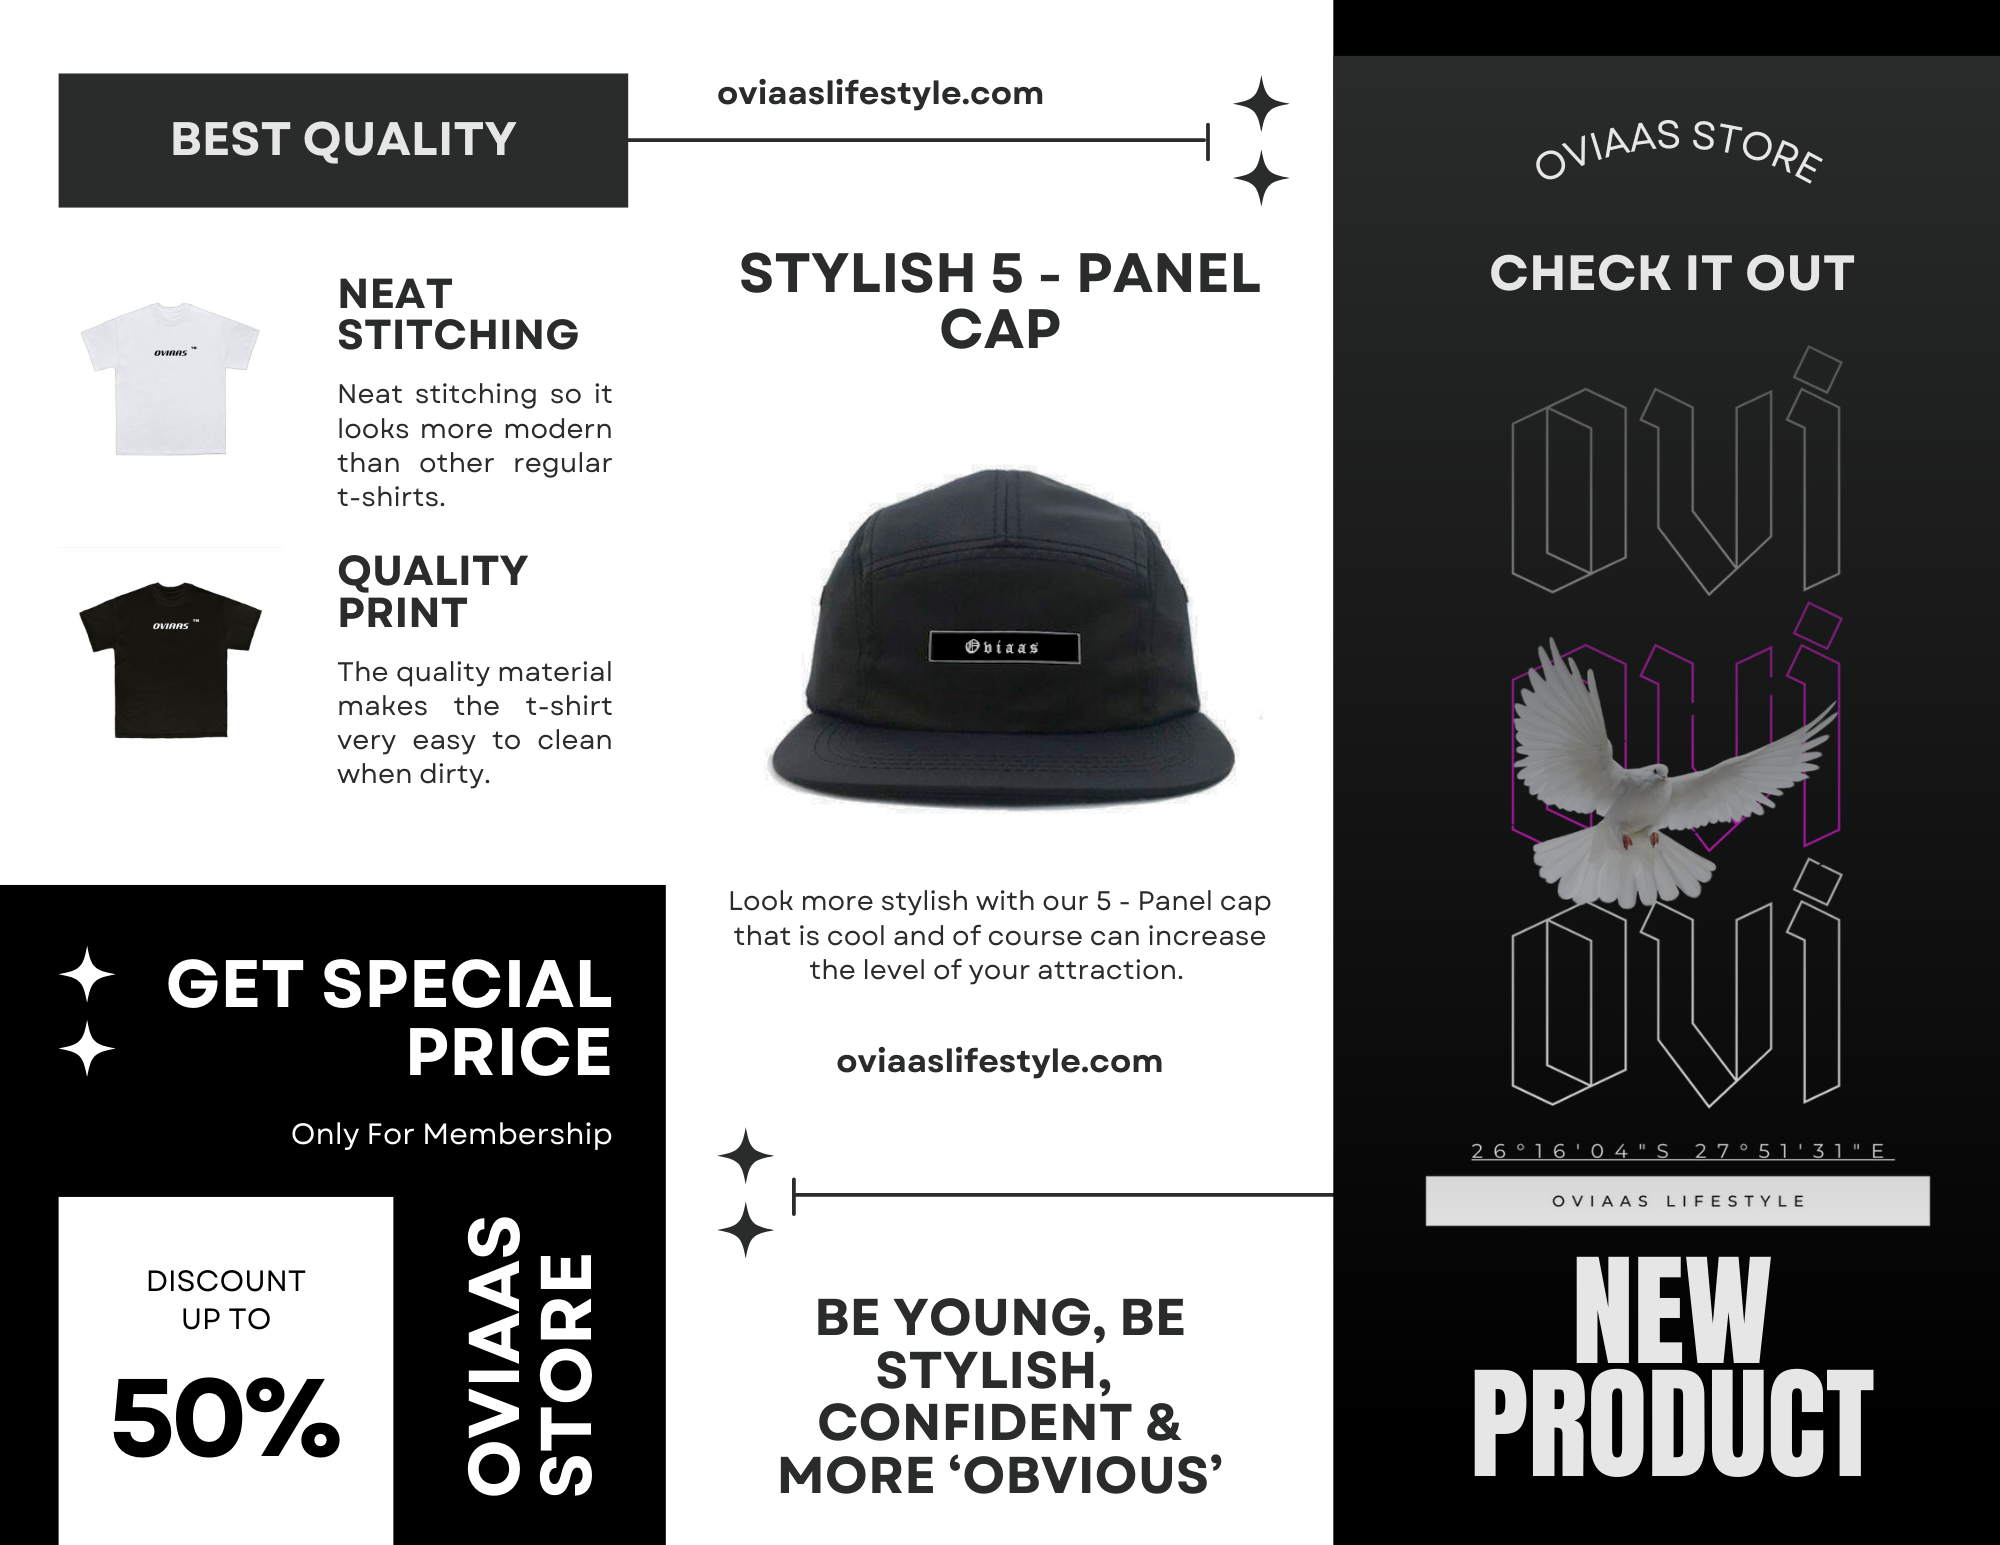 BEST QUALITY
OVIAAS ™
NEAT
STITCHING
Neat stitching so it
looks more modern
than other regular
t-shirts.
OVIAAS ™
QUALITY
PRINT
The quality material
makes the t-shirt
very easy to clean
when dirty.
GET SPECIAL
PRICE
Only For Membership
DISCOUNT
UP TO
50%
OVIAAS
STORE
oviaaslifestyle.com
STYLISH 5 - PANEL
CAP
Oviaas
Look more stylish with our 5 - Panel cap
that is cool and of course can increase
the level of your attraction.
oviaaslifestyle.com
BE YOUNG, BE
STYLISH,
CONFIDENT &
MORE ‘OBVIOUS’
OVIAAS STORE
CHECK IT OUT
ovi
ovi
ovi
26°16'04"S 27°51'31"E
OVIAAS LIFESTYLE
NEW
PRODUCT